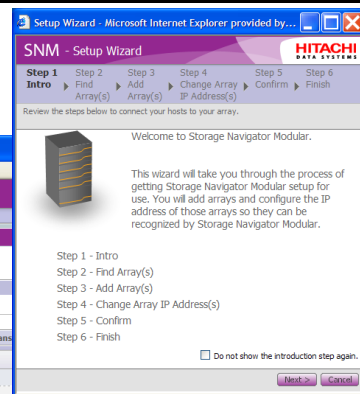 Setup Wizard - Microsoft Internet Explorer provided by...
SNM - Setup Wizard
HITACHI
DATA SYSTEMS
Step 1 Step 2 Step 3 Step 4 Step 5 Step 6
Intro Find Add Change Array Confirm Finish
Array(s) Array(s) IP Address(s)
Review the steps below to connect your hosts to your array.
Welcome to Storage Navigator Modular.
This wizard will take you through the process of
getting Storage Navigator Modular setup for
use. You will add arrays and configure the IP
address of those arrays so they can be
recognized by Storage Navigator Modular.
Step 1 - Intro
Step 2 - Find Array(s)
Step 3 - Add Array(s)
Step 4 - Change Array IP Address(s)
Step 5 - Confirm
Step 6 - Finish
Do not show the introduction step again.
Next > Cancel